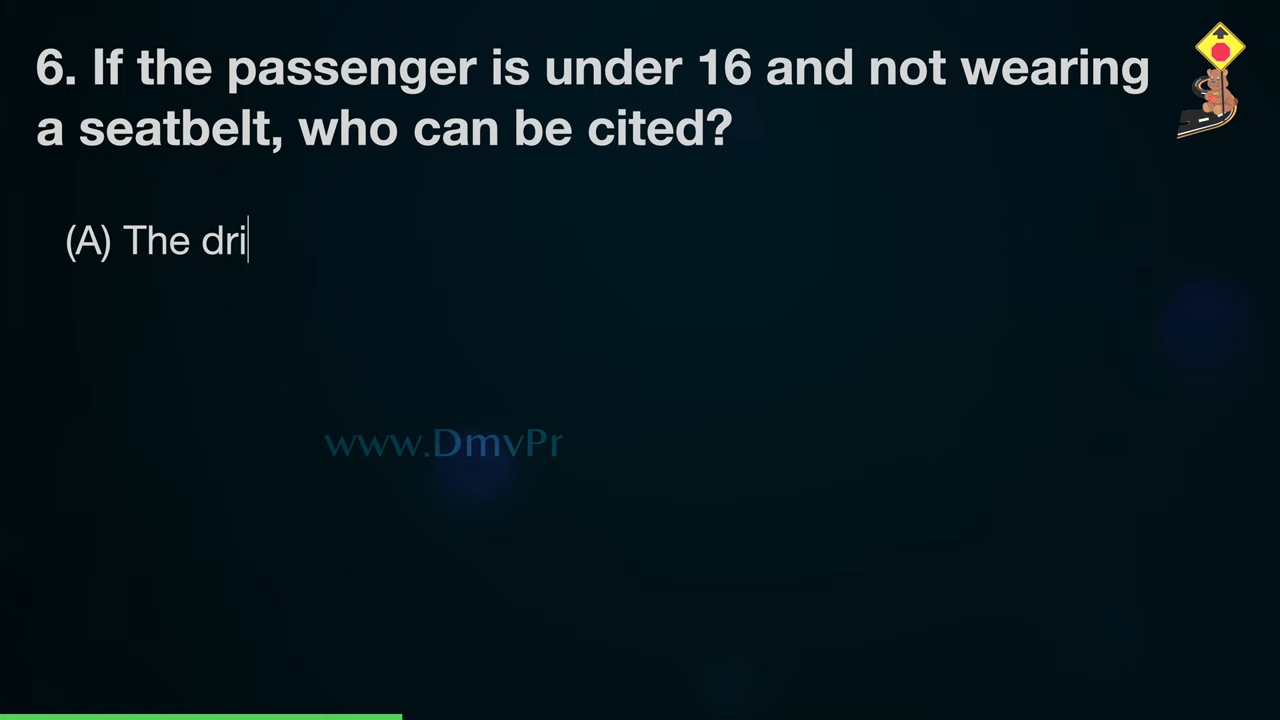 6. If the passenger is under 16 and not wearing
a seatbelt, who can be cited?
(A) The dri
www.DmvPr